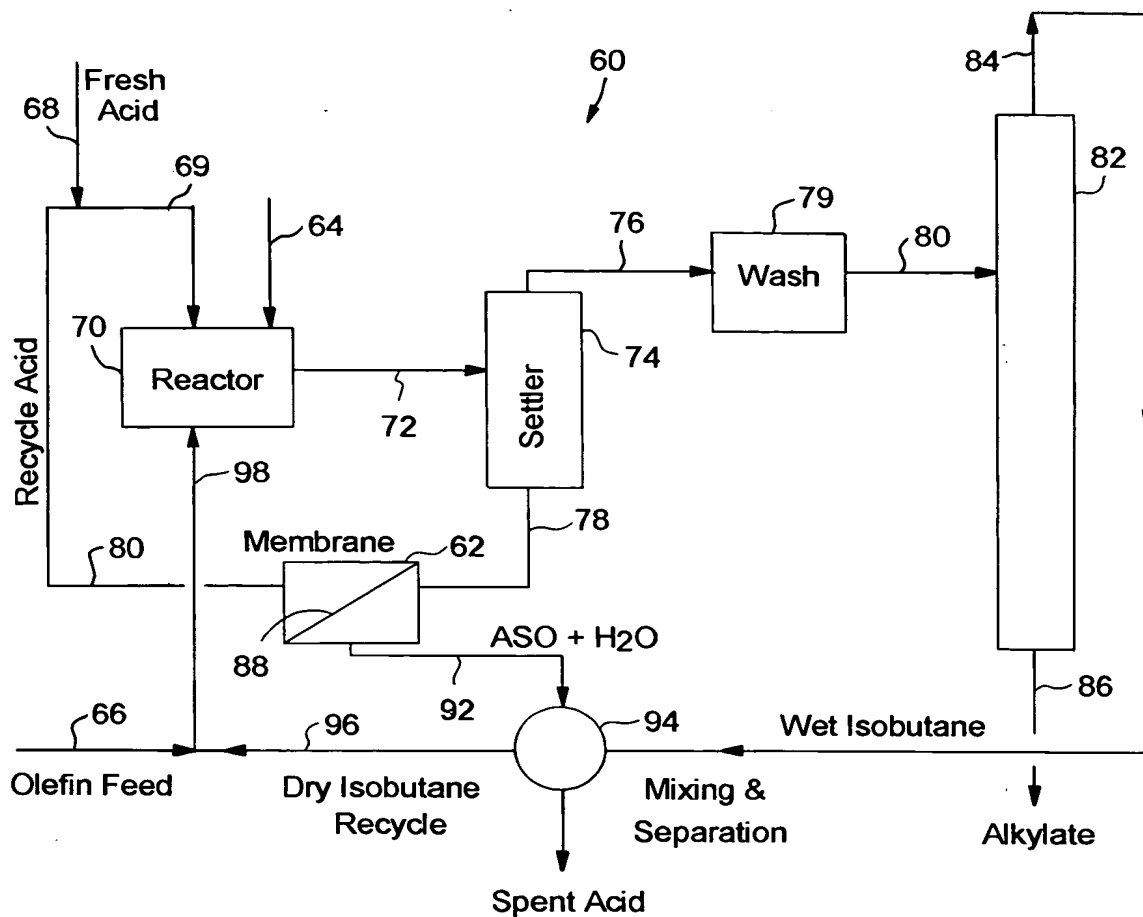 84
60
Fresh
Acid
68
69
82
64
76
79
80
Wash
70
Reactor
74
Settler
72
Recycle Acid
98
78
Membrane
62
80
ASO + H2O
88
92
94
86
66
96
Wet Isobutane
Olefin Feed
Dry Isobutane
Recycle
Mixing &
Separation
Alkylate
Spent Acid